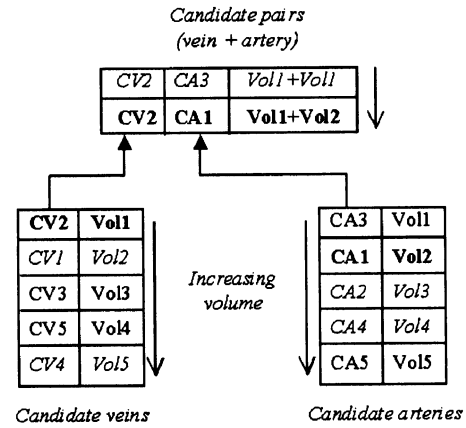 Candidate pairs
(vein + artery)
CV2 CA3 Vol1+Vol1
CV2 CA1 Vol1+Vol2
CV2 Vol1
CV1 Vol2
CV3 Vol3
CV5 Vol4
CV4 Vol5
Increasing
volume
CA3 Vol1
CA1 Vol2
CA2 Vol3
CA4 Vol4
CA5 Vol5
Candidate veins
Candidate arteries